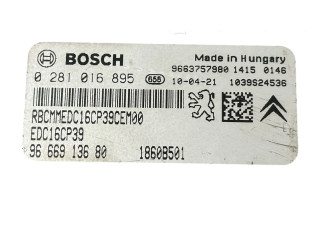 BOSCH
Made in Hungary
9663757980 1415 0146
0 281 016 895 656 10-04-21 1039S24536
RBCMMEDC16CP39CEM00
EDC16CP39
96 669 136 80 1860B501